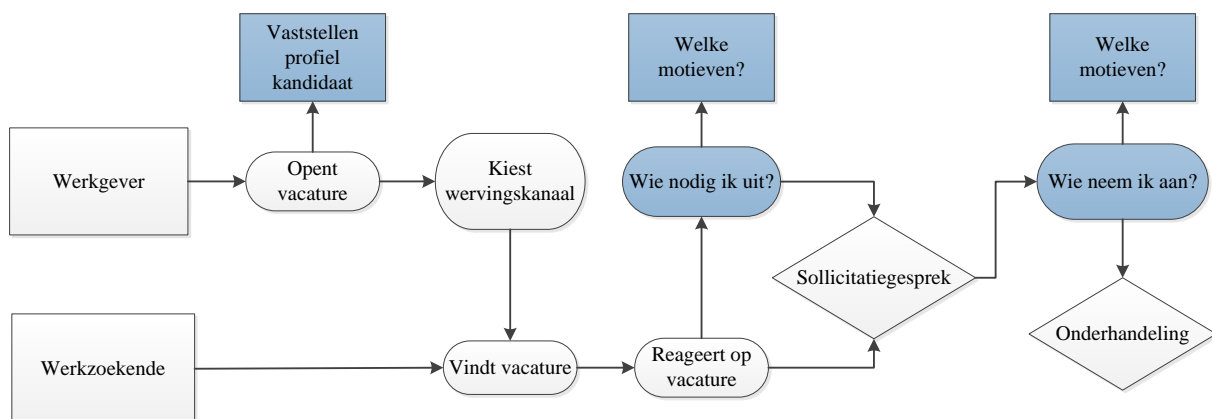 Vaststellen
profiel
kandidaat
Welke
motieven?
Welke
motieven?
Werkgever
Opent
vacature
Kiest
wervingskanaal
Wie nodig ik uit?
Wie neem ik aan?
Sollicitatiegesprek
Onderhandeling
Werkzoekende
Vindt vacature
Reageert op
vacature